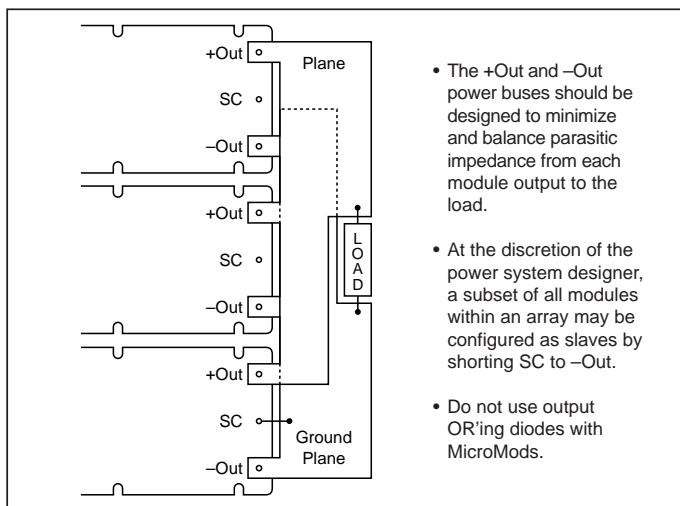 +Out
Plane
SC
–Out
+Out
SC
–Out
LOAD
+Out
SC
Ground
Plane
–Out
• The +Out and –Out
power buses should be
designed to minimize
and balance parasitic
impedance from each
module output to the
load.
• At the discretion of the
power system designer,
a subset of all modules
within an array may be
configured as slaves by
shorting SC to –Out.
• Do not use output
OR'ing diodes with
MicroMods.